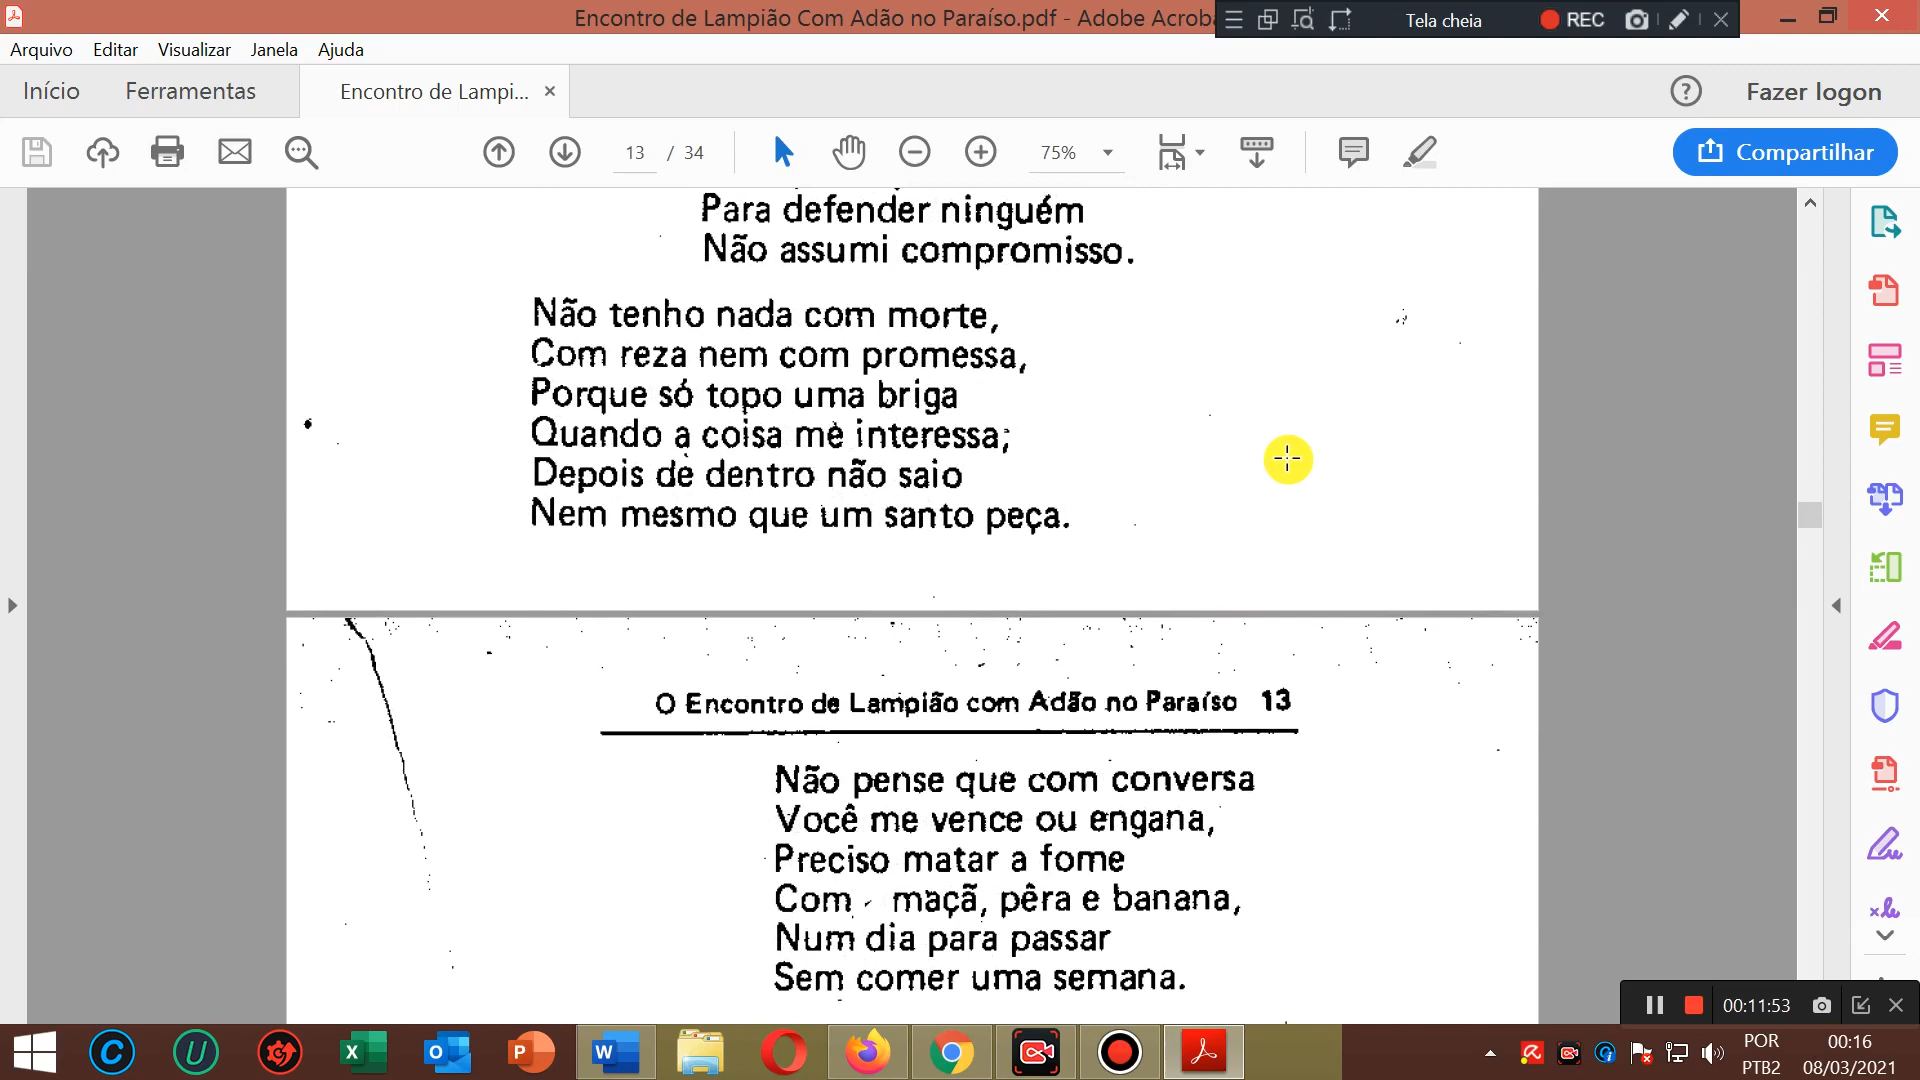 Encontro de Lampião Com Adão no Paraíso.pdf - Adobe Acroba
Tela cheia
REC
Arquivo Editar Visualizar Janela Ajuda
Início Ferramentas Encontro de Lampi... Fazer logon
13 / 34 75% Compartilhar
Para defender ninguém
Não assumi compromisso.
Não tenho nada com morte,
Com reza nem com promessa,
Porque só topo uma briga
Quando a coisa me interessa;
Depois de dentro não saio
Nem mesmo que um santo peça.
O Encontro de Lampião com Adão no Paraíso 13
Não pense que com conversa
Você me vence ou engana,
Preciso matar a fome
Com maçã, pêra e banana,
Num dia para passar
Sem comer uma semana.
00:11:53
POR 00:16
PTB2 08/03/2021